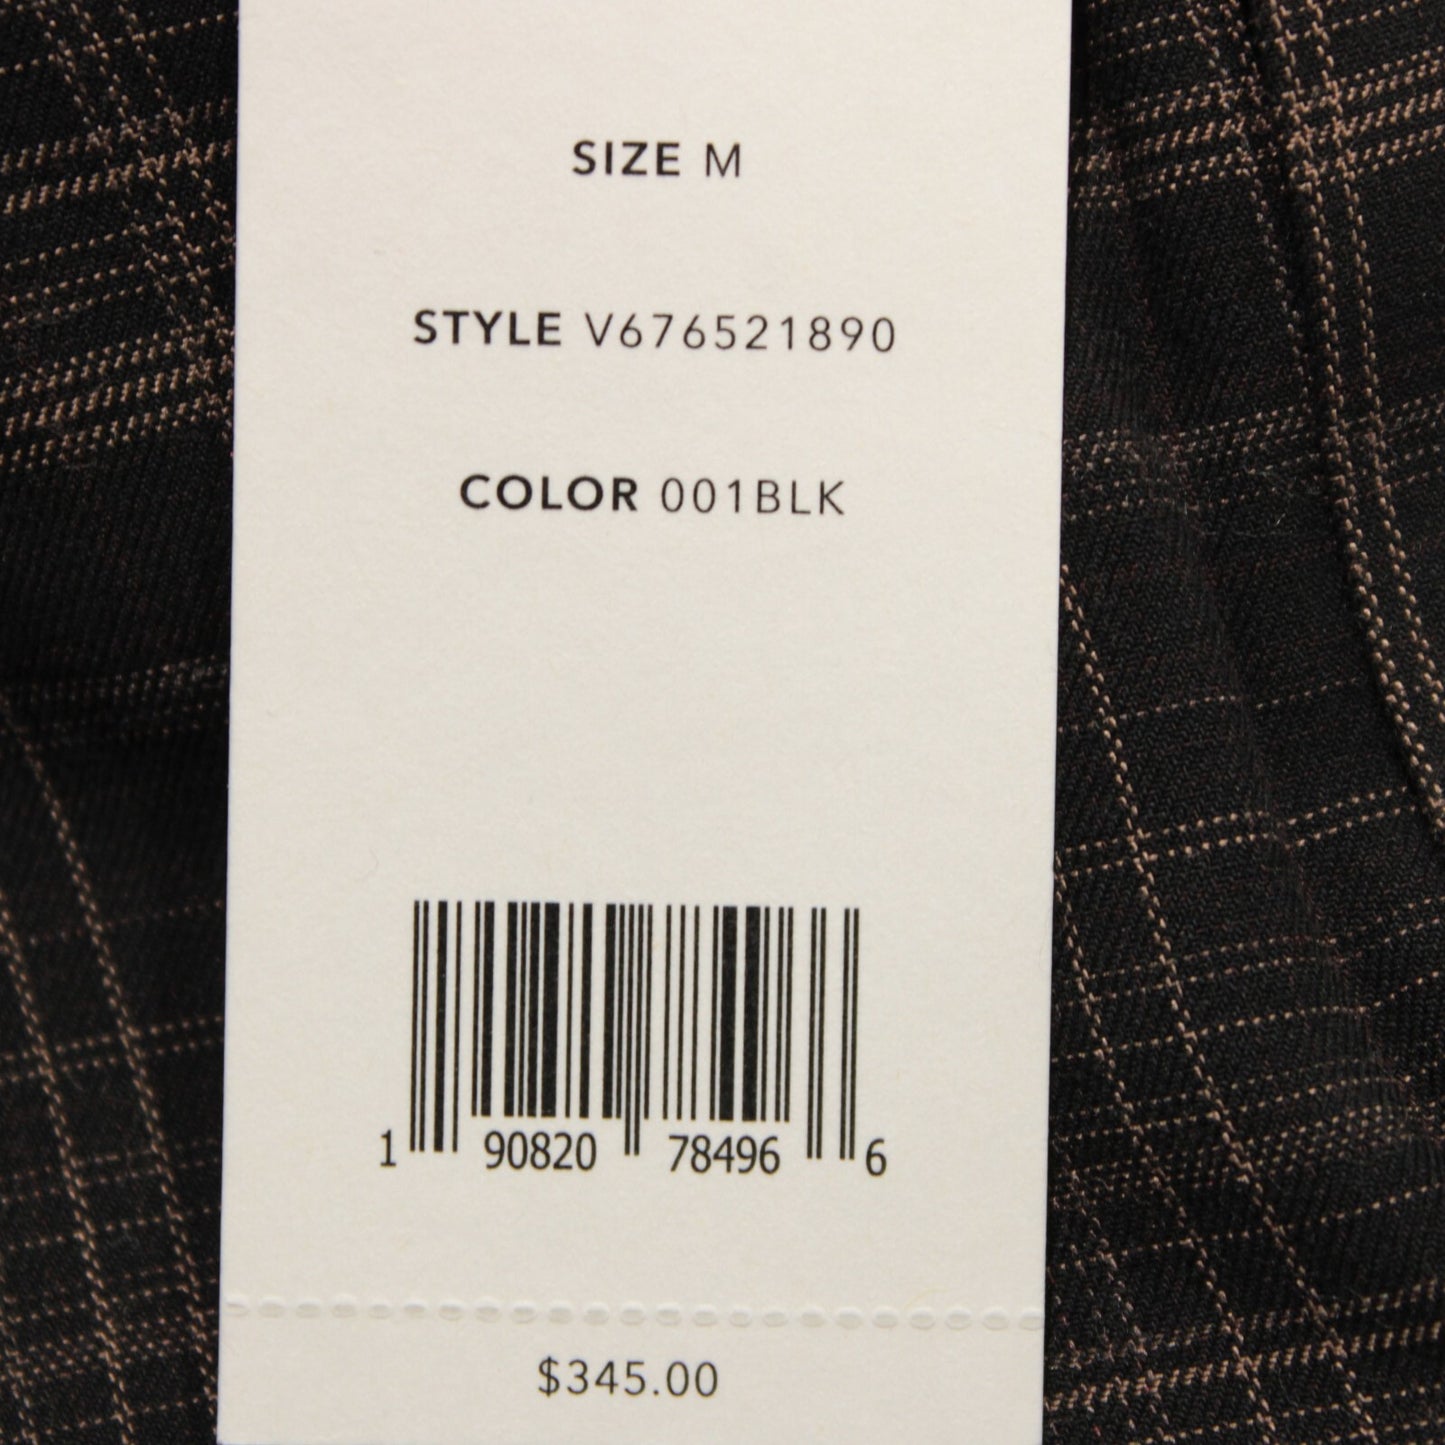 SIZE M
STYLE V676521890
COLOR 001BLK
1 90820 78496 6
$345.00